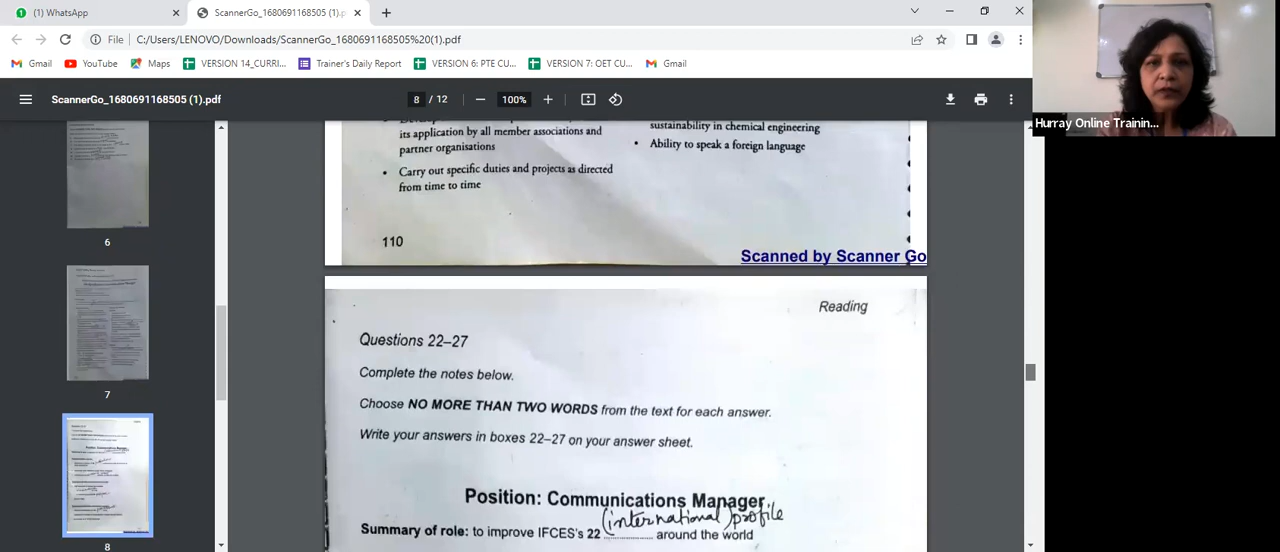 (1) WhatsApp
ScannerGo_1680691168505 (1).p
File
C:/Users/LENOVO/Downloads/ScannerGo_1680691168505%20(1).pdf
Gmail
YouTube
Maps
VERSION 14_CURRI...
Trainer's Daily Report
VERSION 6: PTE CU...
VERSION 7: OET CU...
Gmail
ScannerGo_1680691168505 (1).pdf
8 / 12
100%
Hurray Online Trainin...
6
7
8
its application by all member associations and
partner organisations
• Carry out specific duties and projects as directed
from time to time
sustainability in chemical engineering
• Ability to speak a foreign language
110
Scanned by Scanner Go
Reading
Questions 22–27
Complete the notes below.
Choose NO MORE THAN TWO WORDS from the text for each answer.
Write your answers in boxes 22–27 on your answer sheet.
Position: Communications Manager
(international) profile
Summary of role: to improve IFCES's 22 .............. around the world